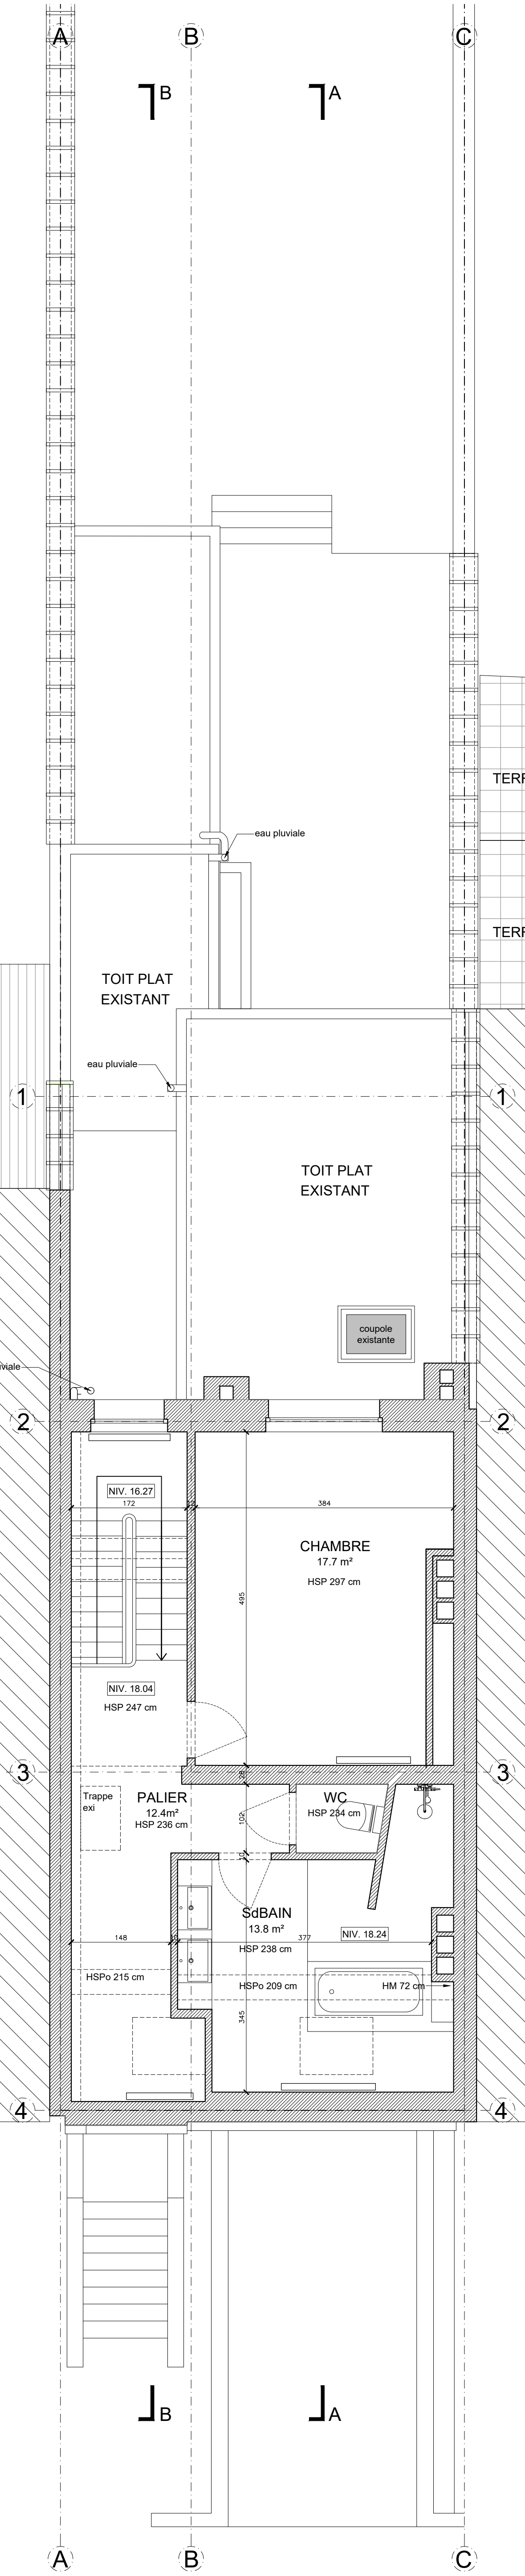 A
B
C
B
A
TERR
eau pluviale
TERR
TOIT PLAT
EXISTANT
eau pluviale
1
1
TOIT PLAT
EXISTANT
coupole
existante
viale
2
2
NIV. 16.27
172
12
384
CHAMBRE
17.7 m²
HSP 297 cm
495
NIV. 18.04
HSP 247 cm
3
28
3
Trappe
exi
PALIER
12.4m²
HSP 236 cm
102
WC
HSP 234 cm
10
SdBAIN
13.8 m²
NIV. 18.24
148
10
377
HSP 238 cm
HSPo 215 cm
HSPo 209 cm
HM 72 cm
345
4
4
B
A
A
B
C